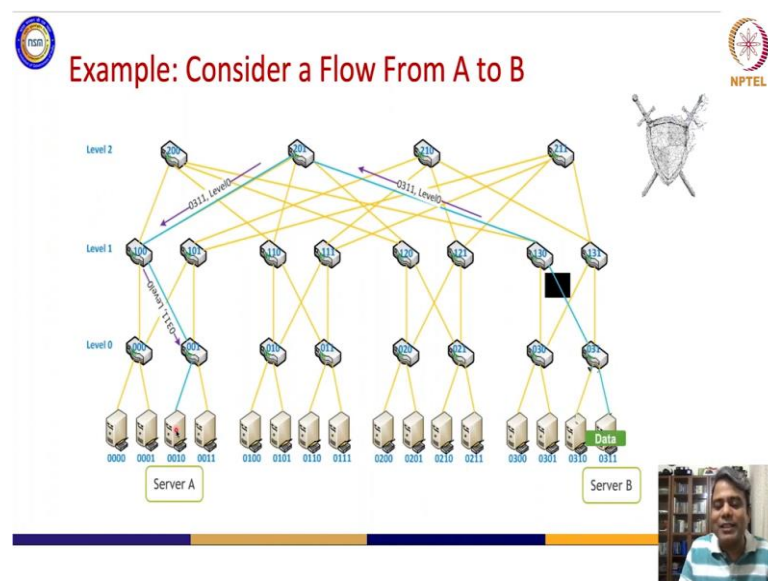 nsm
Example: Consider a Flow From A to B
NPTEL
Level 2
200 201 210 211
0311, Level0
0311, Level0
Level 1
100 101 110 111 120 121 130 131
0311, Level0
Level 0
000 001 010 011 020 021 030 031
Data
0000 0001 0010 0011 0100 0101 0110 0111 0200 0201 0210 0211 0300 0301 0310 0311
Server A
Server B